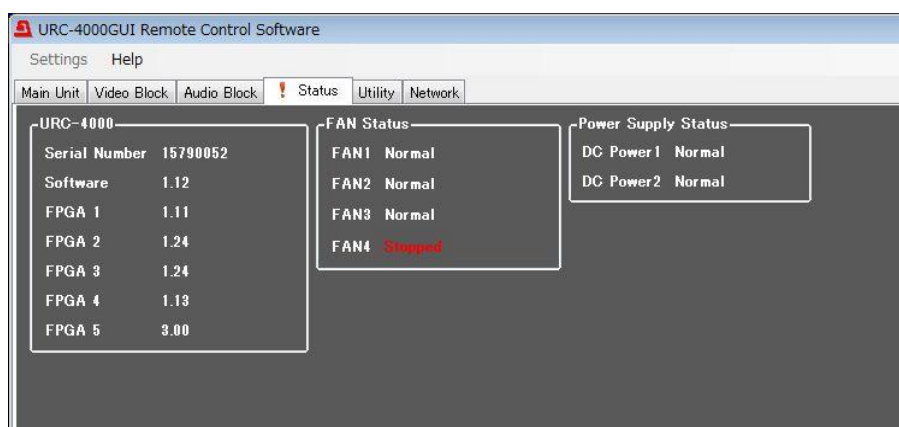 URC-4000GUI Remote Control Software
Settings Help
Main Unit Video Block Audio Block ! Status Utility Network
URC-4000
Serial Number 15790052
Software 1.12
FPGA 1 1.11
FPGA 2 1.24
FPGA 3 1.24
FPGA 4 1.13
FPGA 5 3.00
FAN Status
FAN1 Normal
FAN2 Normal
FAN3 Normal
FAN4 Stopped
Power Supply Status
DC Power1 Normal
DC Power2 Normal